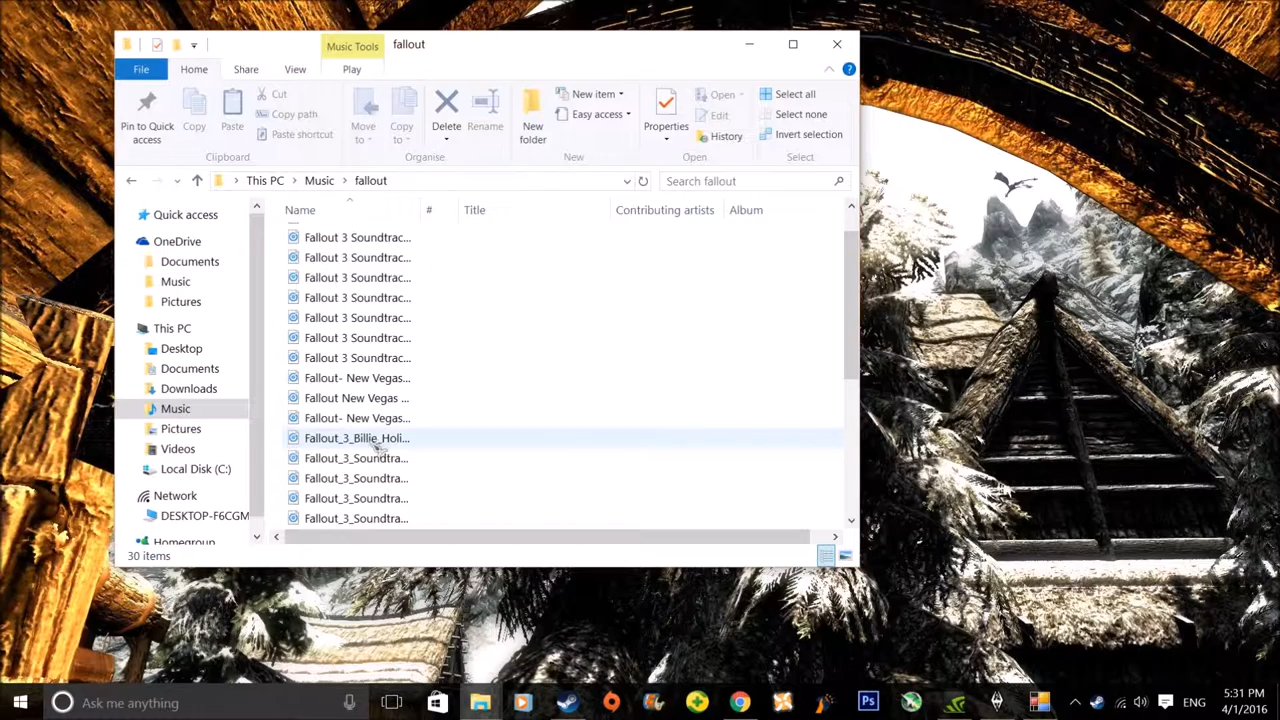 Music Tools
fallout
File
Home
Share
View
Play
Pin to Quick access
Copy
Paste
Cut
Copy path
Paste shortcut
Clipboard
Move to
Copy to
Delete
Rename
Organise
New folder
New item
Easy access
New
Properties
Open
Edit
History
Open
Select all
Select none
Invert selection
Select
This PC > Music > fallout
Search fallout
Quick access
OneDrive
Documents
Music
Pictures
This PC
Desktop
Documents
Downloads
Music
Pictures
Videos
Local Disk (C:)
Network
DESKTOP-F6CGM
Homegroup
Name
#
Title
Contributing artists
Album
Fallout 3 Soundtrac...
Fallout 3 Soundtrac...
Fallout 3 Soundtrac...
Fallout 3 Soundtrac...
Fallout 3 Soundtrac...
Fallout 3 Soundtrac...
Fallout 3 Soundtrac...
Fallout- New Vegas...
Fallout New Vegas ...
Fallout- New Vegas...
Fallout_3_Billie_Holi...
Fallout_3_Soundtra...
Fallout_3_Soundtra...
Fallout_3_Soundtra...
Fallout_3_Soundtra...
30 items
Ask me anything
Ps
ENG
5:31 PM
4/1/2016